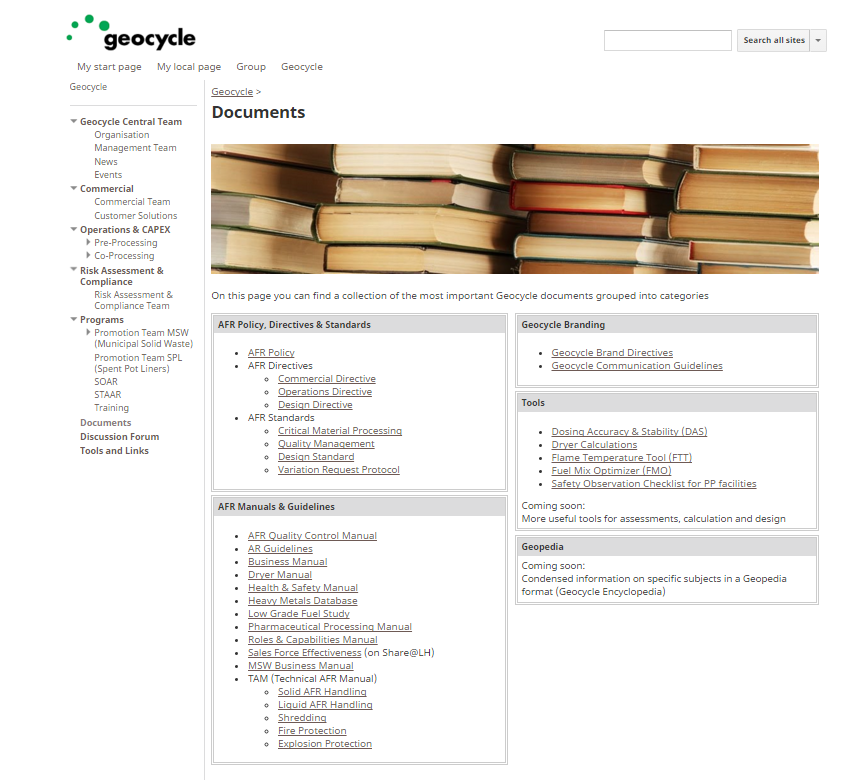 geocycle
Search all sites
My start page
My local page
Group
Geocycle
Geocycle
Geocycle Central Team
Organisation
Management Team
News
Events
Commercial
Commercial Team
Customer Solutions
Operations & CAPEX
Pre-Processing
Co-Processing
Risk Assessment &
Compliance
Risk Assessment &
Compliance Team
Programs
Promotion Team MSW
(Municipal Solid Waste)
Promotion Team SPL
(Spent Pot Liners)
SOAR
STAAR
Training
Documents
Discussion Forum
Tools and Links
Geocycle >
Documents
On this page you can find a collection of the most important Geocycle documents grouped into categories
AFR Policy, Directives & Standards
AFR Policy
AFR Directives
Commercial Directive
Operations Directive
Design Directive
AFR Standards
Critical Material Processing
Quality Management
Design Standard
Variation Request Protocol
AFR Manuals & Guidelines
AFR Quality Control Manual
AR Guidelines
Business Manual
Dryer Manual
Health & Safety Manual
Heavy Metals Database
Low Grade Fuel Study
Pharmaceutical Processing Manual
Roles & Capabilities Manual
Sales Force Effectiveness (on Share@LH)
MSW Business Manual
TAM (Technical AFR Manual)
Solid AFR Handling
Liquid AFR Handling
Shredding
Fire Protection
Explosion Protection
Geocycle Branding
Geocycle Brand Directives
Geocycle Communication Guidelines
Tools
Dosing Accuracy & Stability (DAS)
Dryer Calculations
Flame Temperature Tool (FTT)
Fuel Mix Optimizer (FMO)
Safety Observation Checklist for PP facilities
Coming soon:
More useful tools for assessments, calculation and design
Geopedia
Coming soon:
Condensed information on specific subjects in a Geopedia
format (Geocycle Encyclopedia)